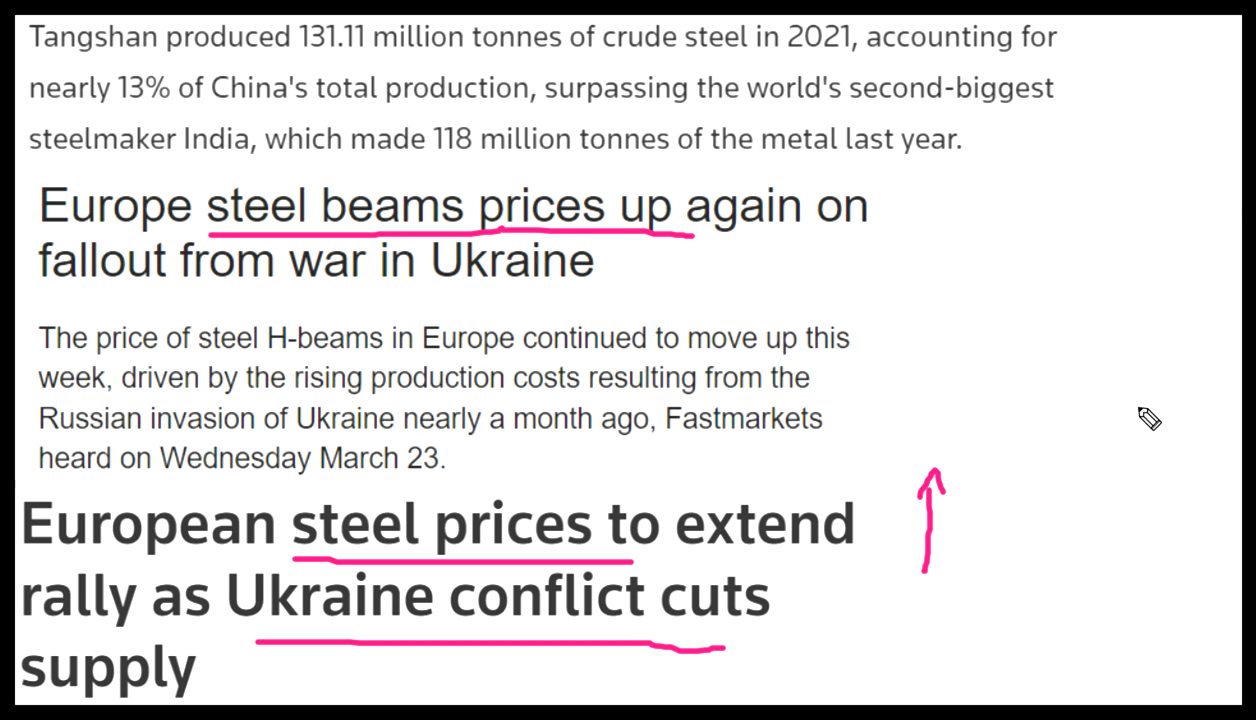 Tangshan produced 131.11 million tonnes of crude steel in 2021, accounting for
nearly 13% of China's total production, surpassing the world's second-biggest
steelmaker India, which made 118 million tonnes of the metal last year.
Europe steel beams prices up again on
fallout from war in Ukraine
The price of steel H-beams in Europe continued to move up this
week, driven by the rising production costs resulting from the
Russian invasion of Ukraine nearly a month ago, Fastmarkets
heard on Wednesday March 23.
European steel prices to extend
rally as Ukraine conflict cuts
supply